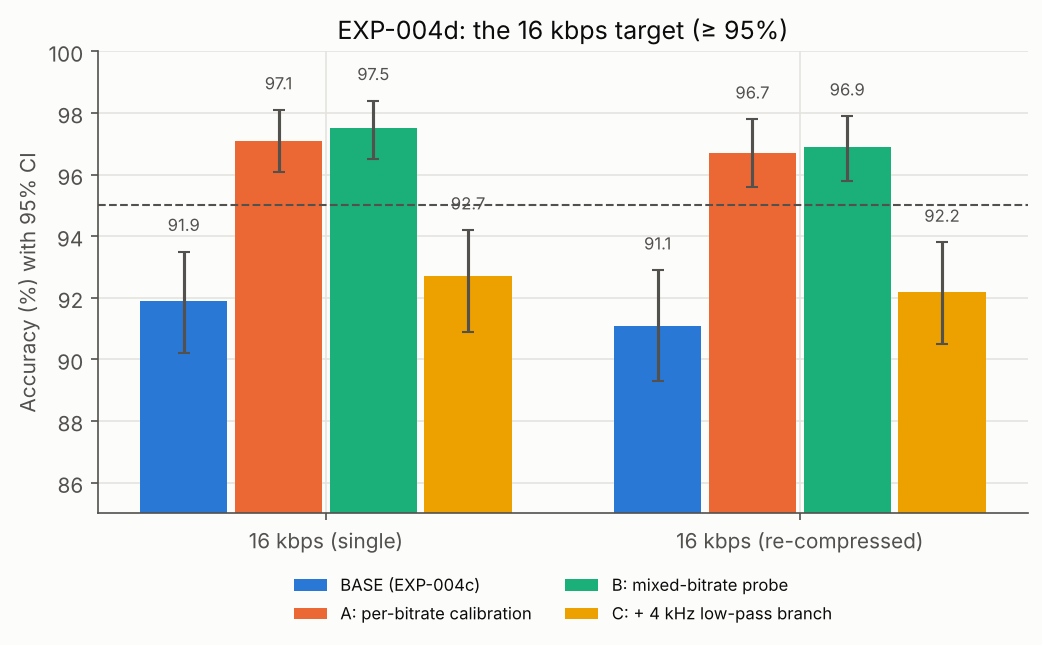 EXP-004d: the 16 kbps target (≥ 95%)
Accuracy (%) with 95% CI
100
98
96
94
92
90
88
86
91.9
97.1
97.5
92.7
91.1
96.7
96.9
92.2
16 kbps (single)
16 kbps (re-compressed)
BASE (EXP-004c)
A: per-bitrate calibration
B: mixed-bitrate probe
C: + 4 kHz low-pass branch